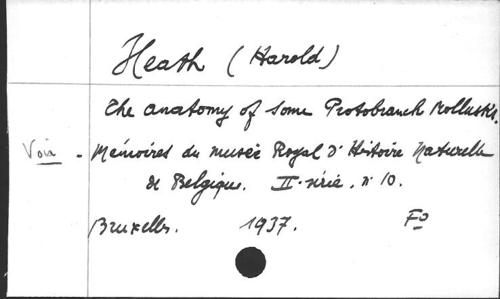 Heath (Harold)
The anatomy of some Protobranch Mollusks.
Voir - Mémoires du Musée Royal d'Histoire Naturelle
de Belgique. II-série. n° 10.
Bruxelles. 1937. Fo